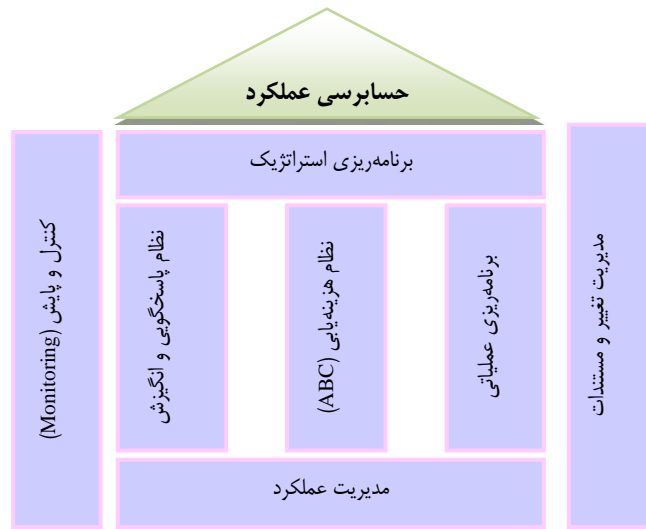 حسابرسی عملکرد
برنامه‌ریزی استراتژیک
مدیریت تغییر و مستندات
برنامه‌ریزی عملیاتی
نظام هزینه‌یابی (ABC)
نظام پاسخگویی و انگیزش
کنترل و پایش (Monitoring)
مدیریت عملکرد